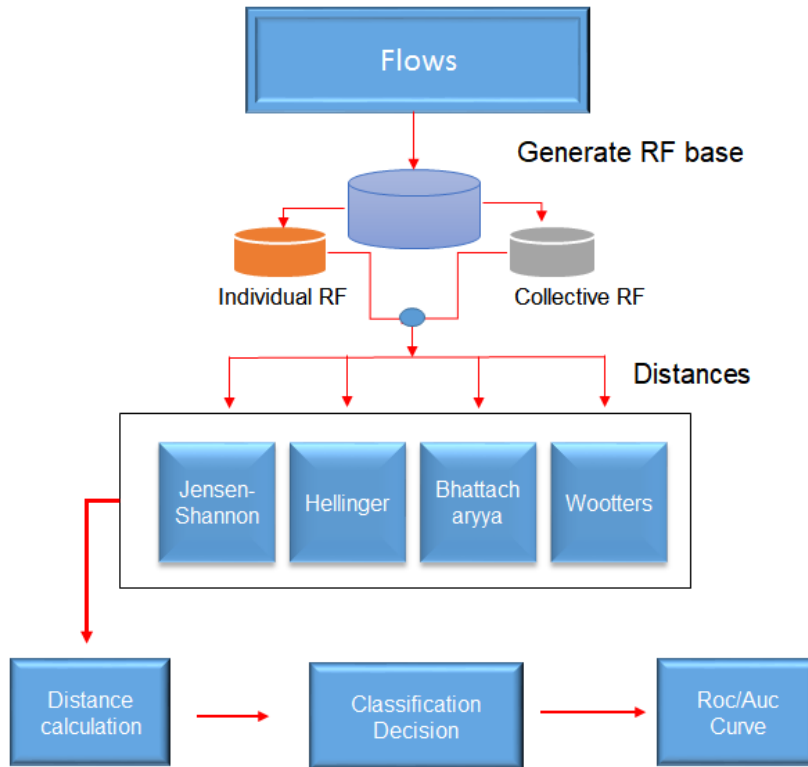 Flows
Generate RF base
Individual RF
Collective RF
Distances
Jensen-
Shannon
Hellinger
Bhattach
aryya
Wootters
Distance
calculation
Classification
Decision
Roc/Auc
Curve